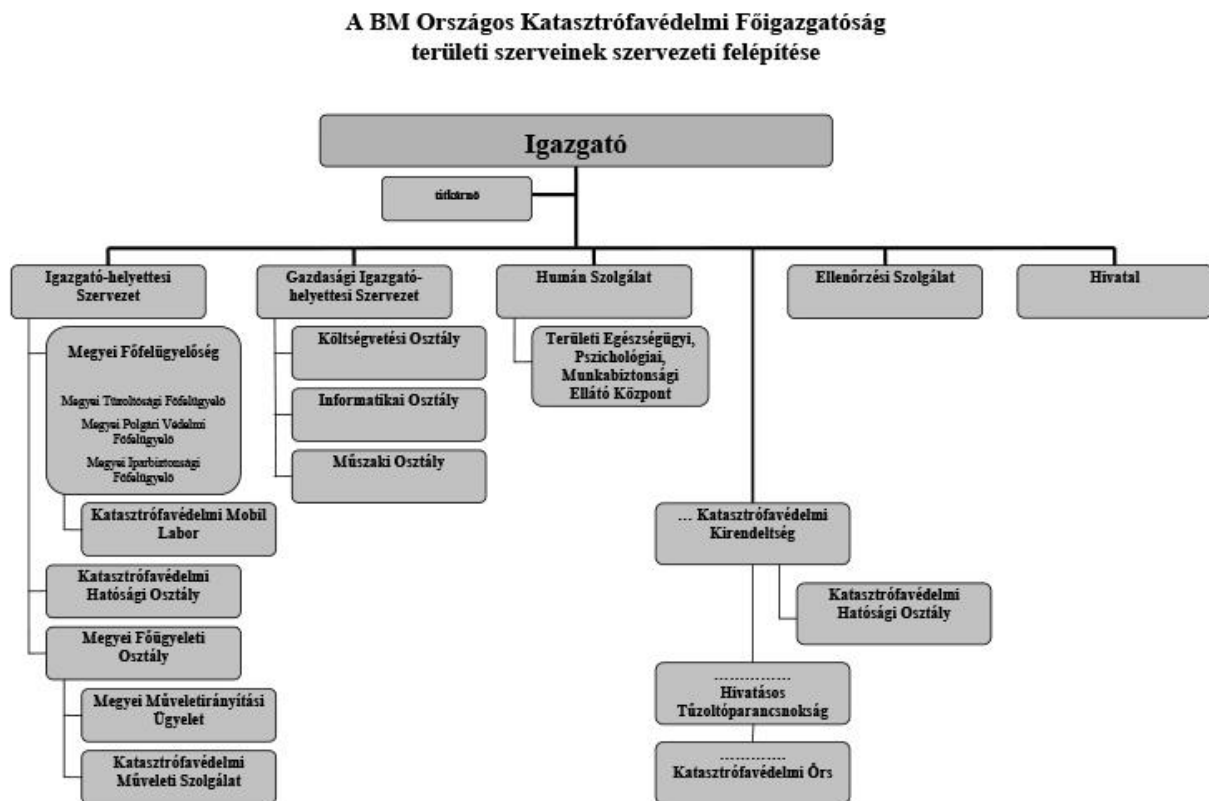 A BM Országos Katasztrófavédelmi Főigazgatóság
területi szerveinek szervezeti felépítése
Igazgató
titkárnő
Igazgató-helyettesi
Szervezet
Gazdasági Igazgató-
helyettesi Szervezet
Humán Szolgálat
Ellenőrzési Szolgálat
Hivatal
Megyei Főfelügyelőség
Megyei Tűzoltósági Főfelügyelő
Megyei Polgári Védelmi
Főfelügyelő
Megyei Iparbiztonsági
Főfelügyelő
Költségvetési Osztály
Informatikai Osztály
Műszaki Osztály
Területi Egészségügyi,
Pszichológiai,
Munkabiztonsági
Ellátó Központ
Katasztrófavédelmi Mobil
Labor
Katasztrófavédelmi
Hatósági Osztály
Megyei Főügyeleti
Osztály
Megyei Műveletirányítási
Ügyelet
Katasztrófavédelmi
Műveleti Szolgálat
... Katasztrófavédelmi
Kirendeltség
Katasztrófavédelmi
Hatósági Osztály
...............
Hivatásos
Tűzoltóparancsnokság
.............
Katasztrófavédelmi Őrs